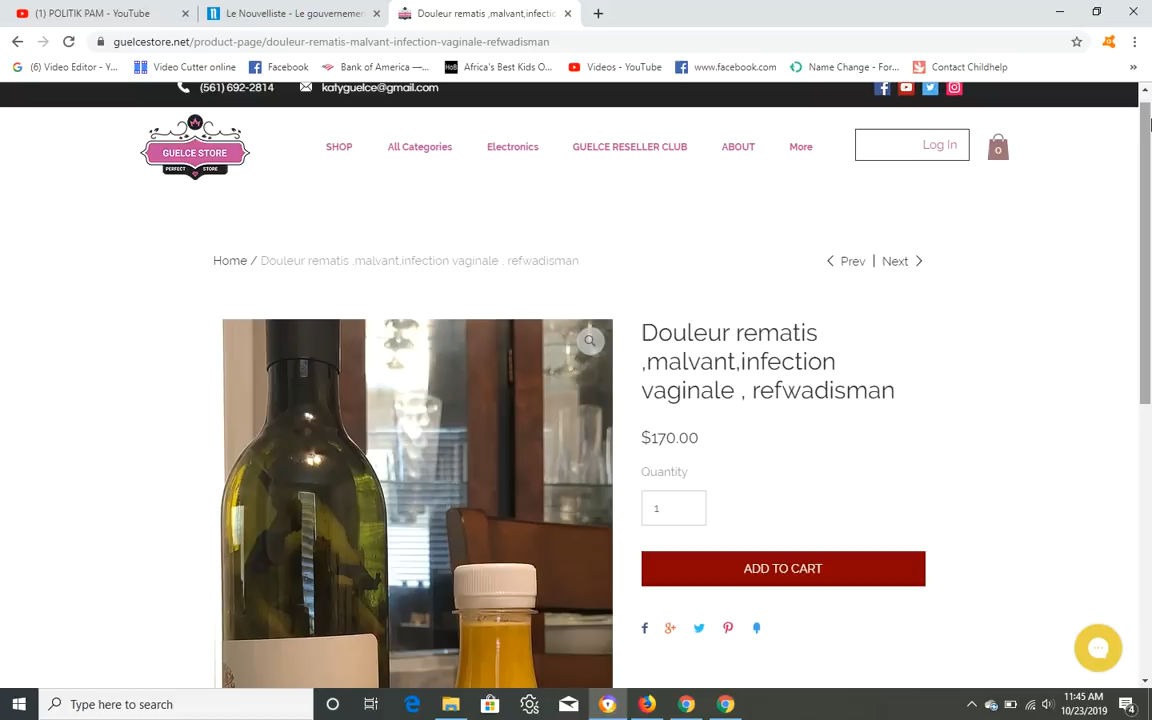 (1) POLITIK PAM - YouTube
Le Nouvelliste - Le gouvernemen
Douleur rematis ,malvant,infectio
guelcestore.net/product-page/douleur-rematis-malvant-infection-vaginale-refwadisman
(6) Video Editor - Y...
Video Cutter online
Facebook
Bank of America —...
HoB
Africa's Best Kids O...
Videos - YouTube
www.facebook.com
Name Change - For...
Contact Childhelp
(561) 692-2814
katyguelce@gmail.com
GUELCE STORE
PERFECT STORE
SHOP
All Categories
Electronics
GUELCE RESELLER CLUB
ABOUT
More
Log In
0
Home / Douleur rematis ,malvant,infection vaginale , refwadisman
Prev | Next
Douleur rematis
,malvant,infection
vaginale , refwadisman
$170.00
Quantity
1
ADD TO CART
Type here to search
11:45 AM
10/23/2019
4